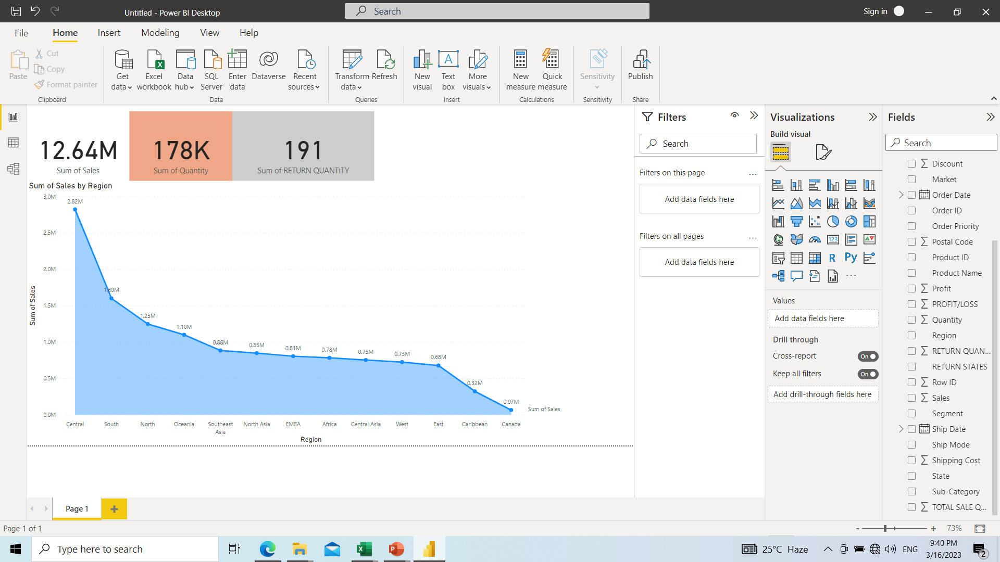 Untitled - Power BI Desktop
Search
Sign in
File Home Insert Modeling View Help
Paste
Cut
Copy
Format painter
Clipboard
Get data
Excel workbook
Data hub
SQL Server
Enter data
Dataverse
Recent sources
Data
Transform data
Refresh
Queries
New visual
Text box
More visuals
Insert
New measure
Quick measure
Calculations
Sensitivity
Sensitivity
Publish
Share
12.64M
Sum of Sales
178K
Sum of Quantity
191
Sum of RETURN QUANTITY
Sum of Sales by Region
3.0M
2.5M
2.0M
1.5M
1.0M
0.5M
0.0M
Sum of Sales
2.82M
1.60M
1.25M
1.10M
0.88M
0.85M
0.81M
0.78M
0.75M
0.73M
0.68M
0.32M
0.07M
Sum of Sales
Central
South
North
Oceania
Southeast Asia
North Asia
EMEA
Africa
Central Asia
West
East
Caribbean
Canada
Region
Filters
Search
Filters on this page
...
Add data fields here
Filters on all pages
...
Add data fields here
Visualizations
Build visual
123
R
Py
...
Values
Add data fields here
Drill through
Cross-report
On
Keep all filters
On
Add drill-through fields here
Fields
Search
Discount
Market
Order Date
Order ID
Order Priority
Postal Code
Product ID
Product Name
Profit
PROFIT/LOSS
Quantity
Region
RETURN QUAN...
RETURN STATES
Row ID
Sales
Segment
Ship Date
Ship Mode
Shipping Cost
State
Sub-Category
TOTAL SALE Q...
Page 1
Page 1 of 1
- + 73%
Type here to search
25°C Haze
ENG
9:40 PM
3/16/2023
2